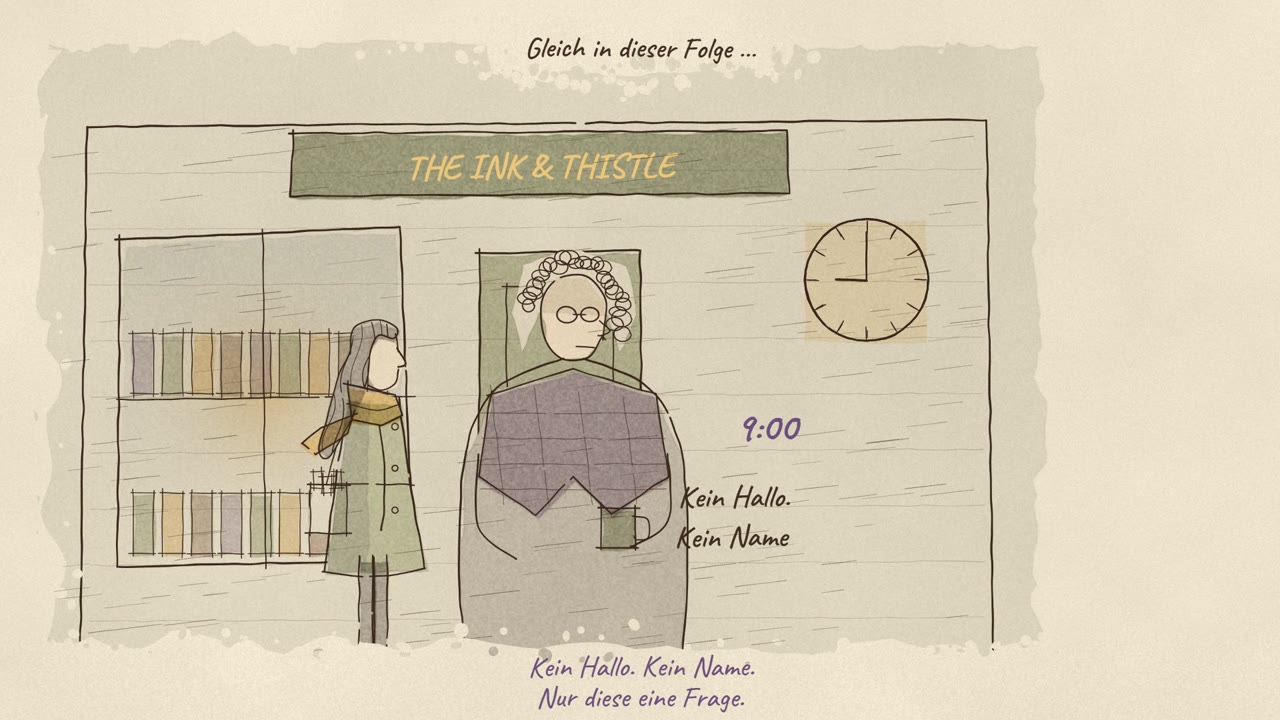 Gleich in dieser Folge ...
THE INK & THISTLE
9:00
Kein Hallo.
Kein Name
Kein Hallo. Kein Name.
Nur diese eine Frage.